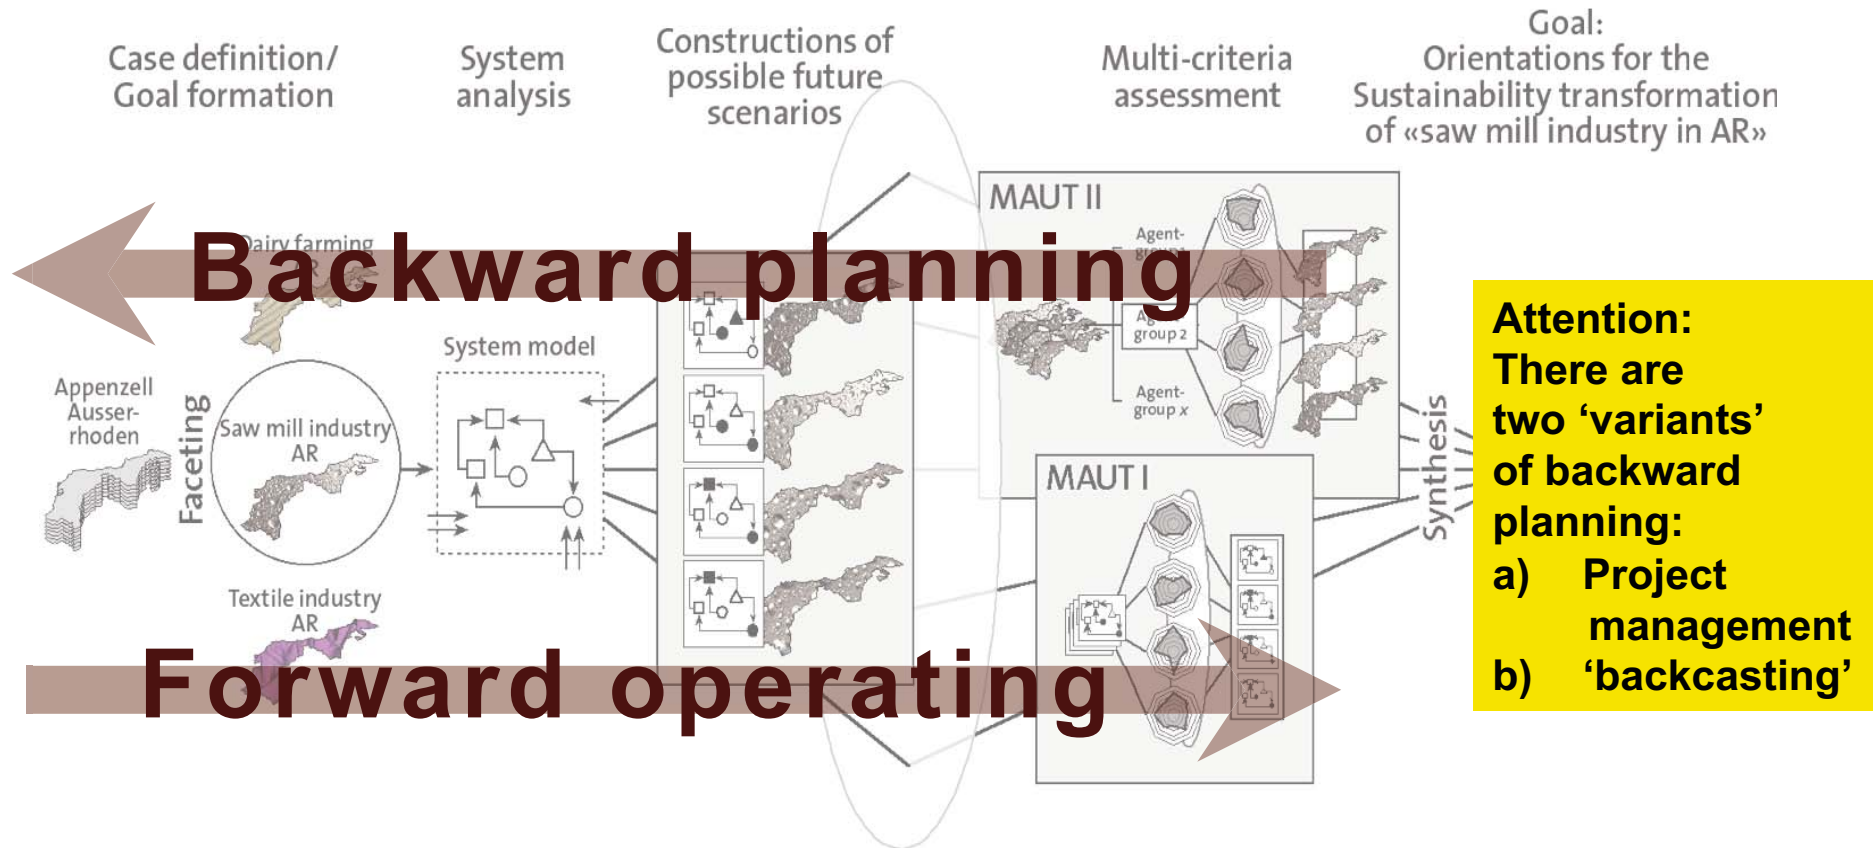 Case definition/
Goal formation
System
analysis
Constructions of
possible future
scenarios
Multi-criteria
assessment
Goal:
Orientations for the
Sustainability transformation
of «saw mill industry in AR»
Backward planning
Dairy farming
MAUT II
Agent-
Agent-
group 2
Agent-
group x
Appenzell
Ausser-
rhoden
Faceting
Saw mill industry
AR
System model
Textile industry
AR
MAUT I
Synthesis
Forward operating
Attention:
There are
two ‘variants’
of backward
planning:
a) Project
management
b) ‘backcasting’